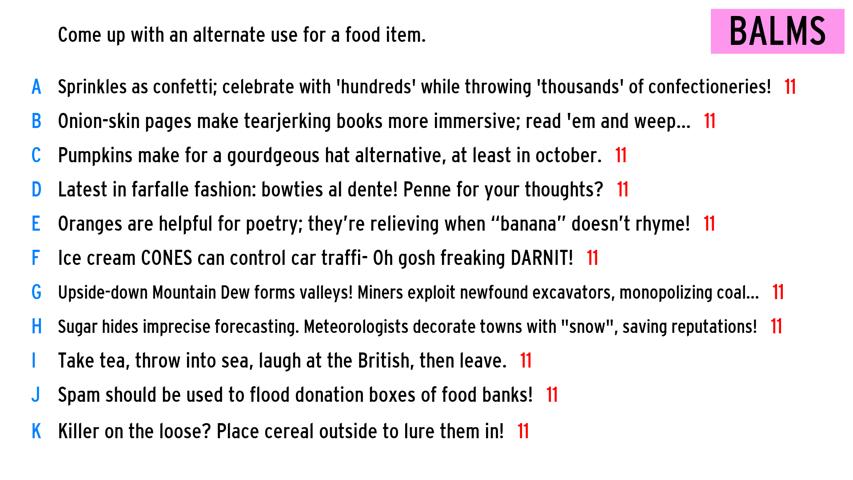 Come up with an alternate use for a food item.
BALMS
A Sprinkles as confetti; celebrate with 'hundreds' while throwing 'thousands' of confectioneries! 11
B Onion-skin pages make tearjerking books more immersive; read 'em and weep... 11
C Pumpkins make for a gourdgeous hat alternative, at least in october. 11
D Latest in farfalle fashion: bowties al dente! Penne for your thoughts? 11
E Oranges are helpful for poetry; they’re relieving when “banana” doesn’t rhyme! 11
F Ice cream CONES can control car traffi- Oh gosh freaking DARNIT! 11
G Upside-down Mountain Dew forms valleys! Miners exploit newfound excavators, monopolizing coal... 11
H Sugar hides imprecise forecasting. Meteorologists decorate towns with "snow", saving reputations! 11
I Take tea, throw into sea, laugh at the British, then leave. 11
J Spam should be used to flood donation boxes of food banks! 11
K Killer on the loose? Place cereal outside to lure them in! 11